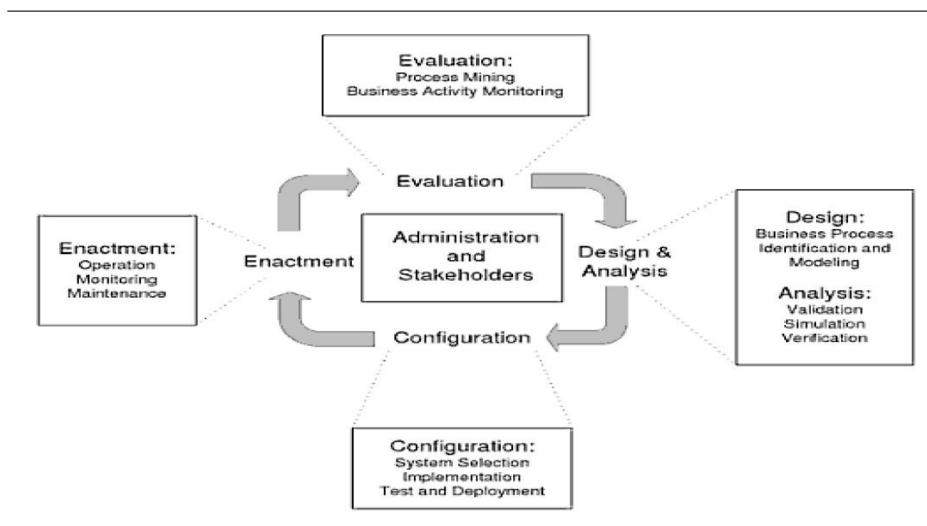 Evaluation:
Process Mining
Business Activity Monitoring
Evaluation
Enactment:
Operation
Monitoring
Maintenance
Enactment
Administration
and
Stakeholders
Design &
Analysis
Design:
Business Process
Identification and
Modeling
Analysis:
Validation
Simulation
Verification
Configuration
Configuration:
System Selection
Implementation
Test and Deployment